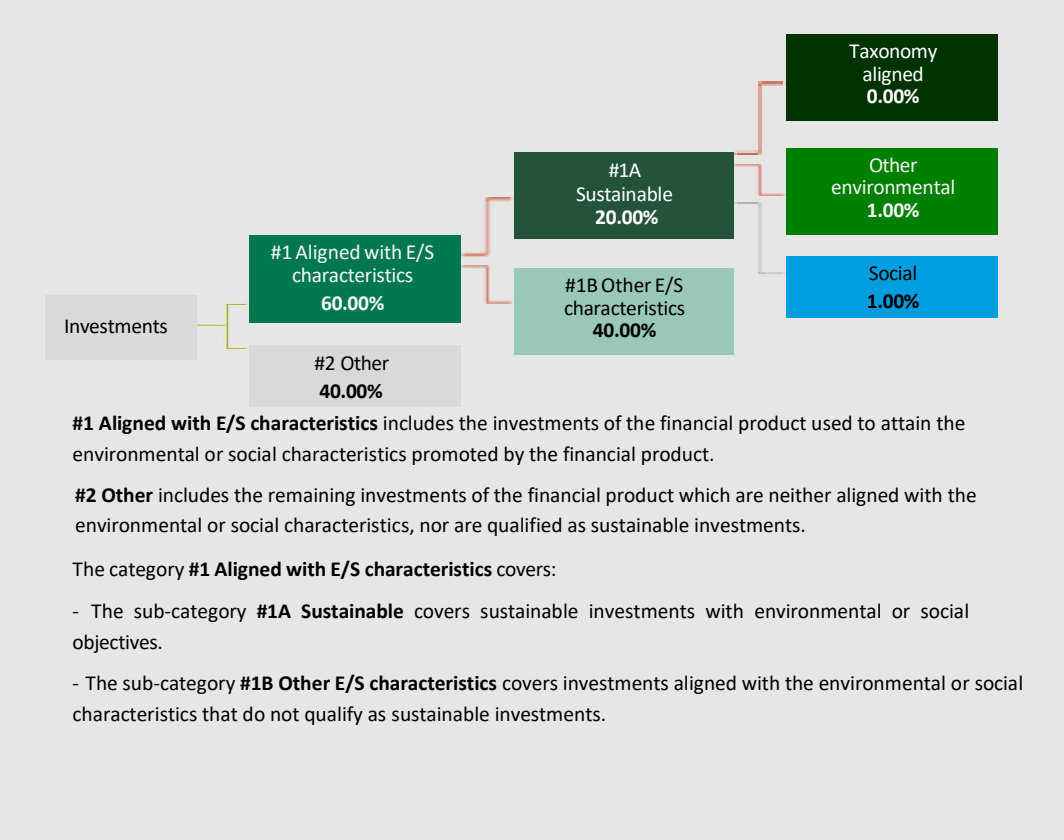 Taxonomy
aligned
0.00%
Other
environmental
1.00%
Social
1.00%
#1A
Sustainable
20.00%
#1B Other E/S
characteristics
40.00%
#1 Aligned with E/S
characteristics
60.00%
#2 Other
40.00%
Investments
#1 Aligned with E/S characteristics includes the investments of the financial product used to attain the
environmental or social characteristics promoted by the financial product.
#2 Other includes the remaining investments of the financial product which are neither aligned with the
environmental or social characteristics, nor are qualified as sustainable investments.
The category #1 Aligned with E/S characteristics covers:
- The sub-category #1A Sustainable covers sustainable investments with environmental or social
objectives.
- The sub-category #1B Other E/S characteristics covers investments aligned with the environmental or social
characteristics that do not qualify as sustainable investments.